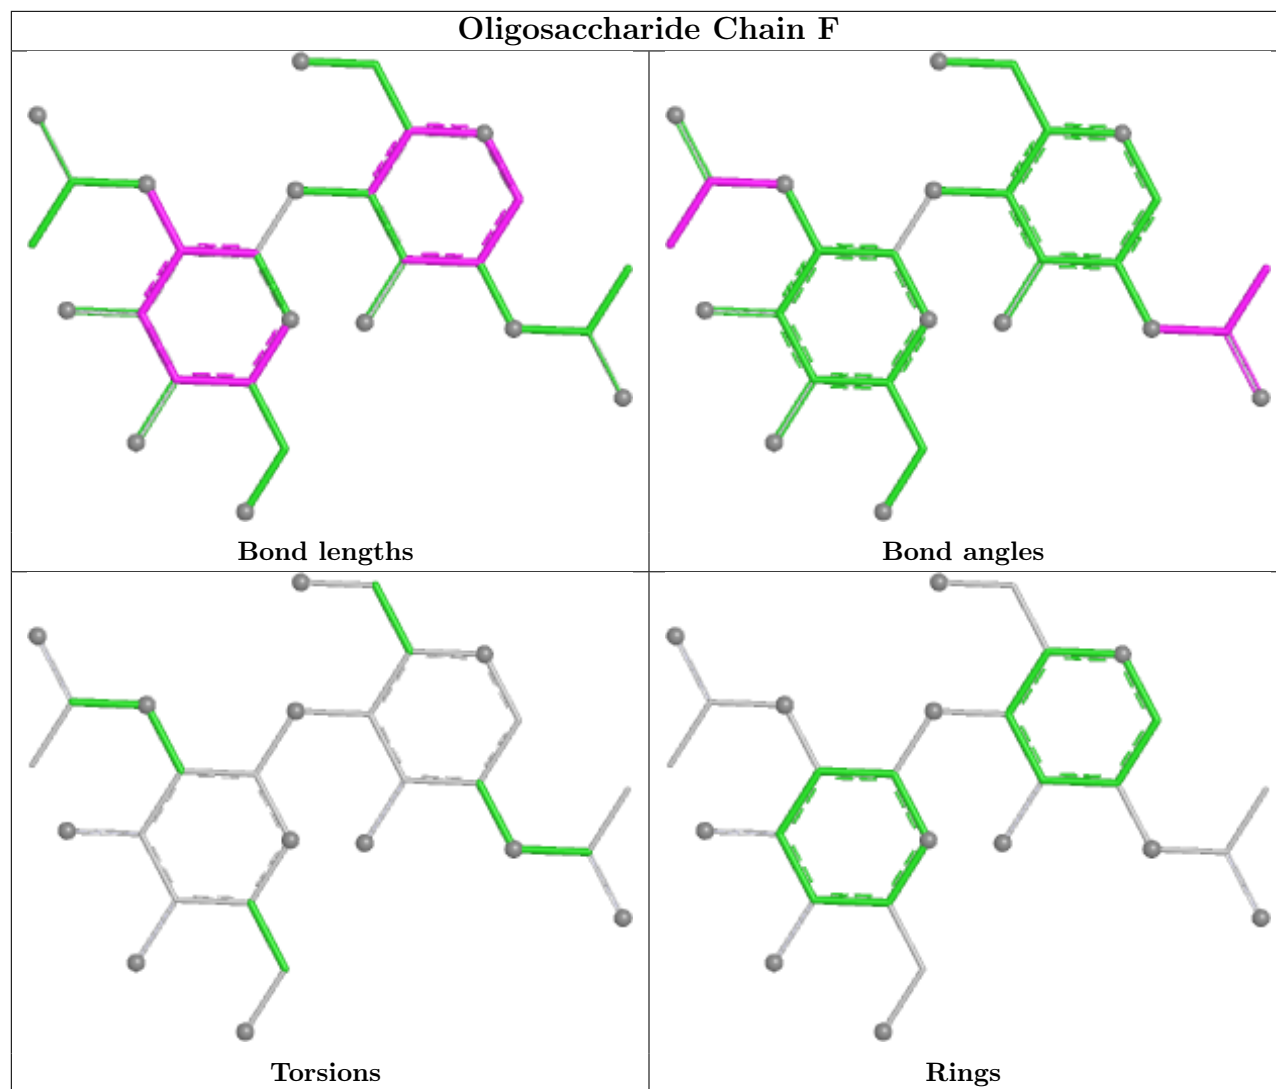 Oligosaccharide Chain F
Bond lengths
Bond angles
Torsions
Rings